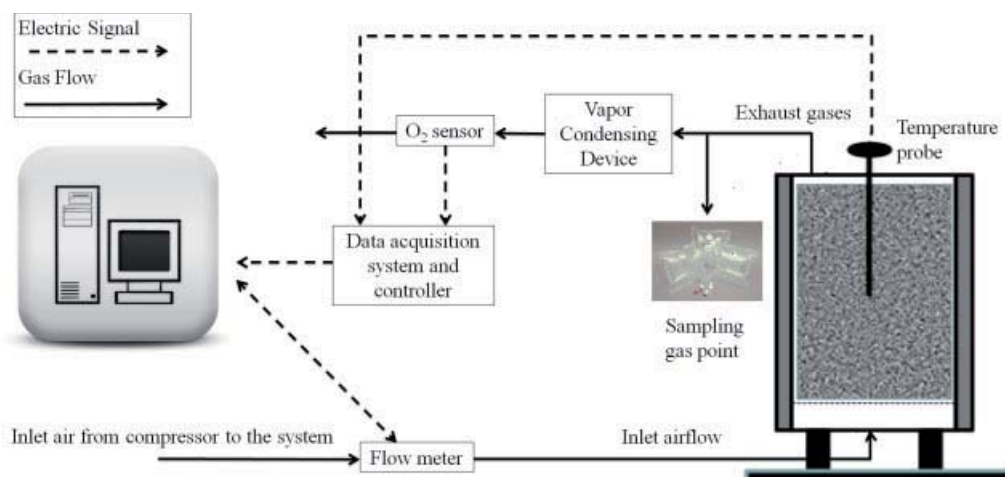 Electric Signal
Gas Flow
Exhaust gases
Temperature
probe
Vapor
Condensing
Device
O₂ sensor
Data acquisition
system and
controller
Sampling
gas point
Inlet air from compressor to the system
Flow meter
Inlet airflow